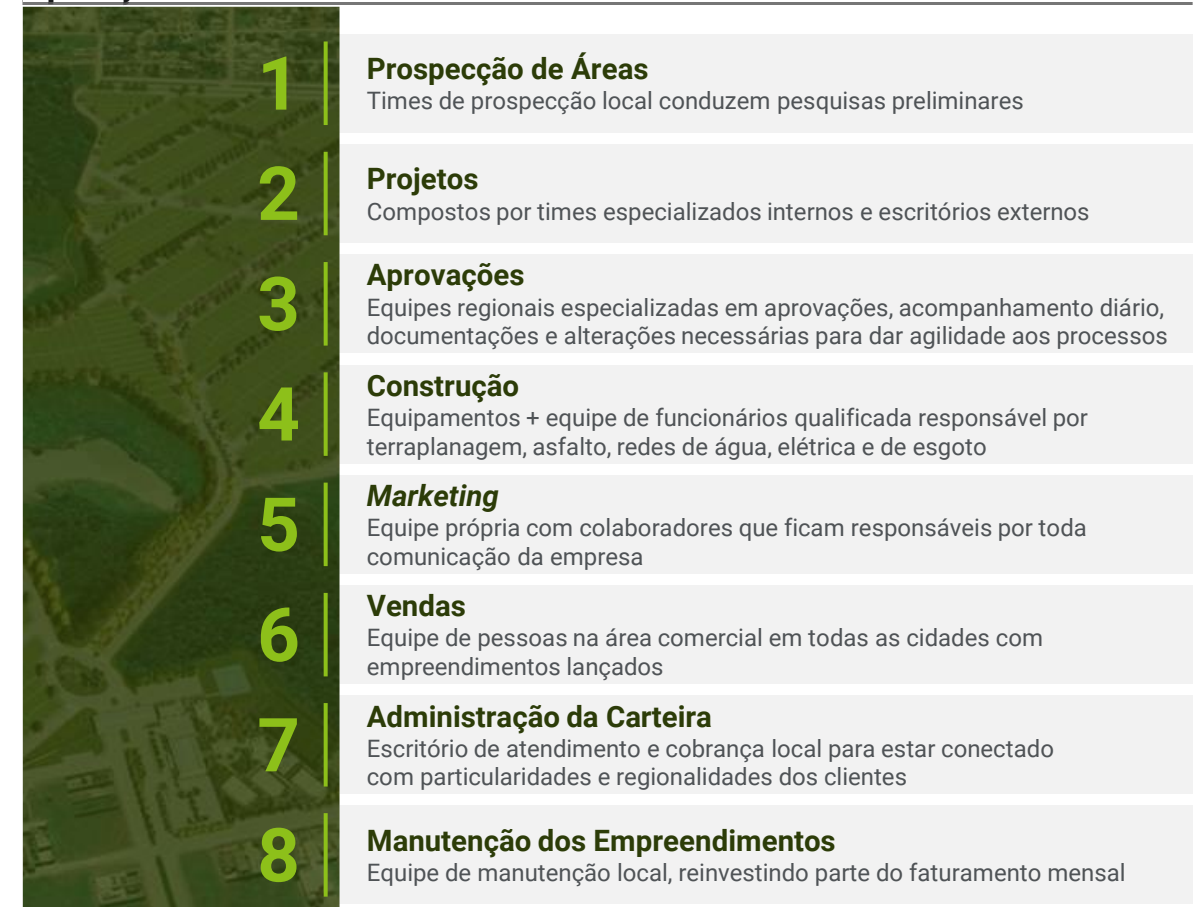 1
Prospecção de Áreas
Times de prospecção local conduzem pesquisas preliminares
2
Projetos
Compostos por times especializados internos e escritórios externos
3
Aprovações
Equipes regionais especializadas em aprovações, acompanhamento diário,
documentações e alterações necessárias para dar agilidade aos processos
4
Construção
Equipamentos + equipe de funcionários qualificada responsável por
terraplanagem, asfalto, redes de água, elétrica e de esgoto
5
Marketing
Equipe própria com colaboradores que ficam responsáveis por toda
comunicação da empresa
6
Vendas
Equipe de pessoas na área comercial em todas as cidades com
empreendimentos lançados
7
Administração da Carteira
Escritório de atendimento e cobrança local para estar conectado
com particularidades e regionalidades dos clientes
8
Manutenção dos Empreendimentos
Equipe de manutenção local, reinvestindo parte do faturamento mensal